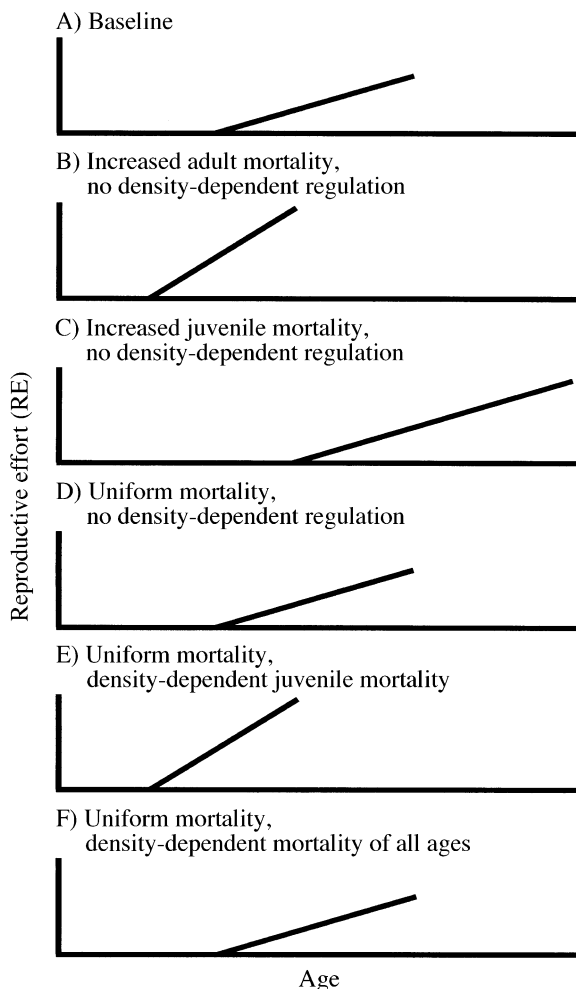 A) Baseline
B) Increased adult mortality,
no density-dependent regulation
C) Increased juvenile mortality,
no density-dependent regulation
Reproductive effort (RE)
D) Uniform mortality,
no density-dependent regulation
E) Uniform mortality,
density-dependent juvenile mortality
F) Uniform mortality,
density-dependent mortality of all ages
Age